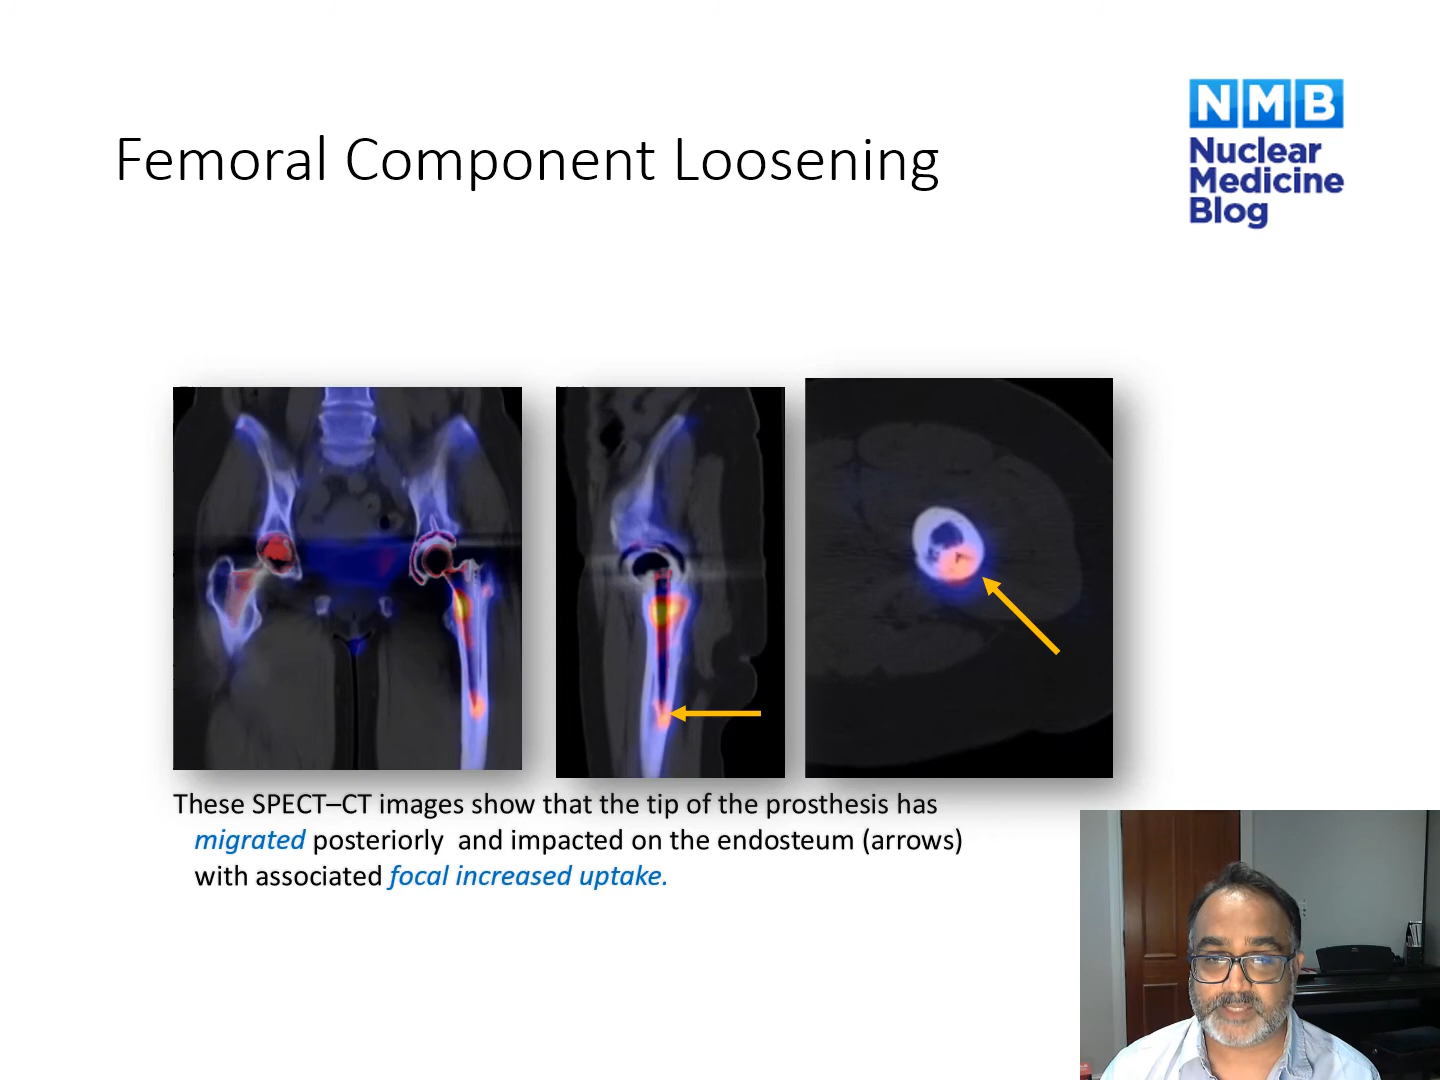 Femoral Component Loosening
NMB
Nuclear
Medicine
Blog
These SPECT–CT images show that the tip of the prosthesis has
migrated posteriorly and impacted on the endosteum (arrows)
with associated focal increased uptake.